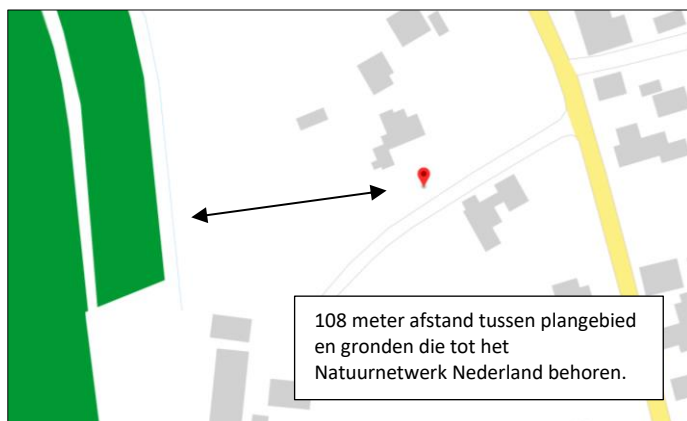 108 meter afstand tussen plangebied
en gronden die tot het
Natuurnetwerk Nederland behoren.